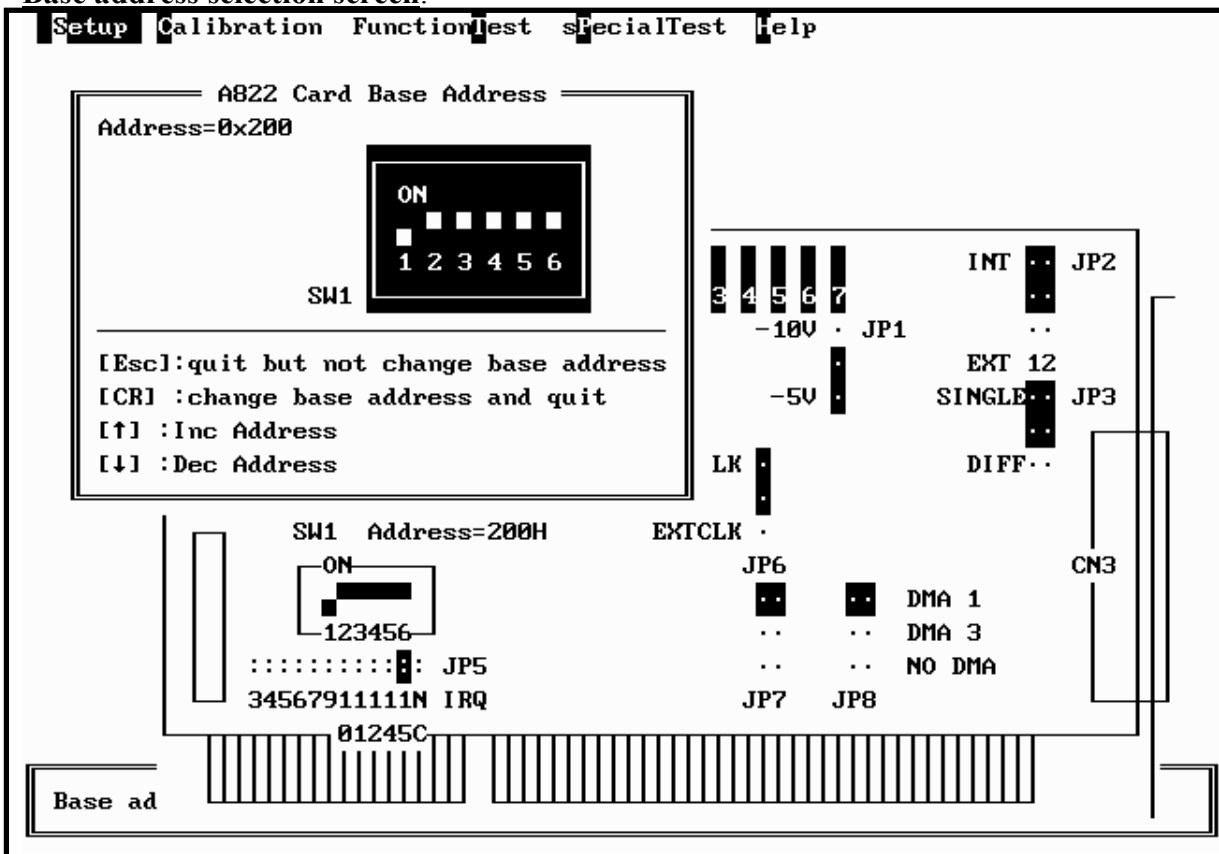 Base address selection screen:
Setup Calibration FunctionTest sPecialTest Help
A822 Card Base Address
Address=0x200
ON
1 2 3 4 5 6
SW1
[Esc]:quit but not change base address
[CR] :change base address and quit
[↑] :Inc Address
[↓] :Dec Address
3 4 5 6 7
INT JP2
-10V JP1
EXT 12
-5V SINGLE JP3
LK DIFF
SW1 Address=200H EXTCLK
ON JP6 CN3
DMA 1
123456 DMA 3
JP5 NO DMA
34567911111N IRQ JP7 JP8
01245C
Base ad